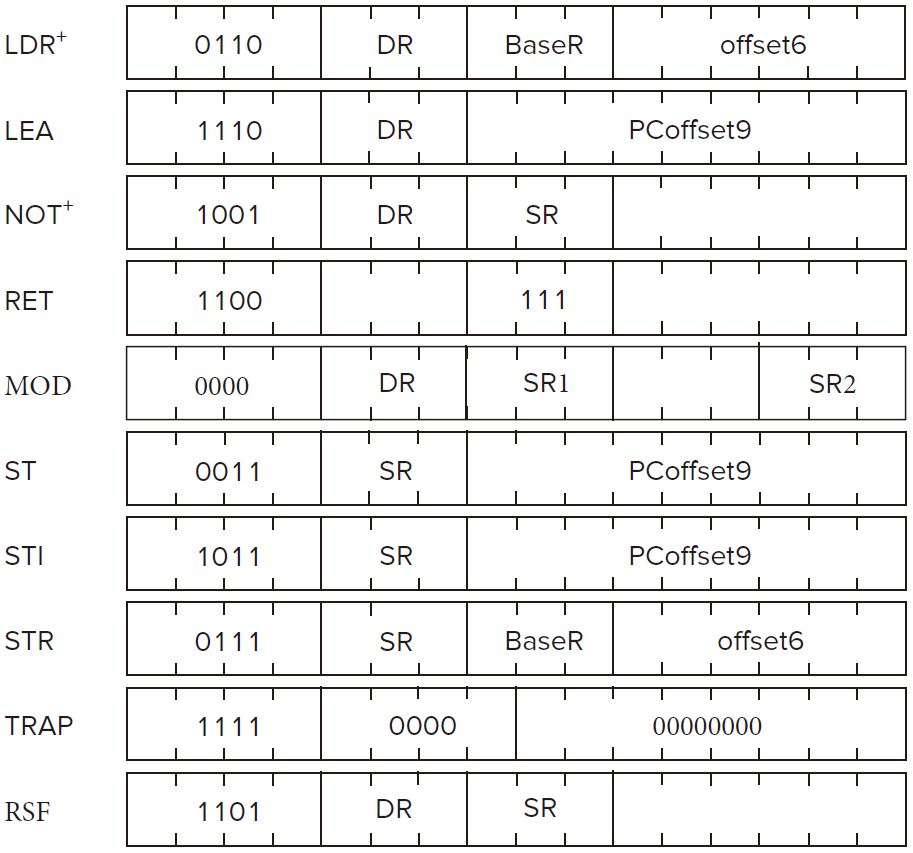 LDR+ 0110 DR BaseR offset6
LEA 1110 DR PCoffset9
NOT+ 1001 DR SR
RET 1100 111
MOD 0000 DR SR1 SR2
ST 0011 SR PCoffset9
STI 1011 SR PCoffset9
STR 0111 SR BaseR offset6
TRAP 1111 0000 00000000
RSF 1101 DR SR